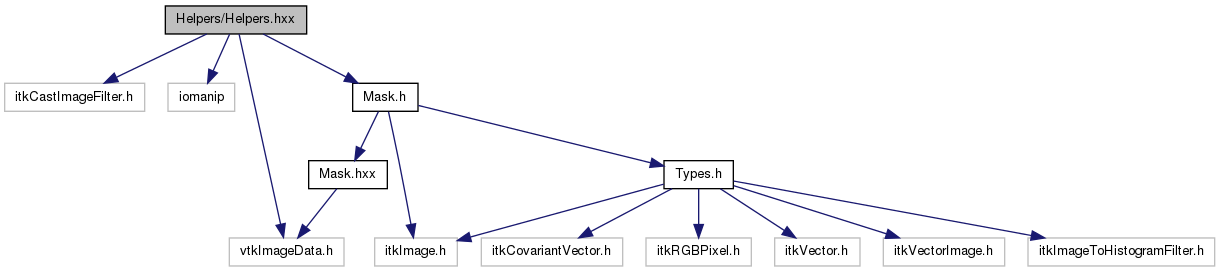 Helpers/Helpers.hxx
itkCastImageFilter.h
iomanip
Mask.h
Mask.hxx
Types.h
vtkImageData.h
itkImage.h
itkCovariantVector.h
itkRGBPixel.h
itkVector.h
itkVectorImage.h
itkImageToHistogramFilter.h